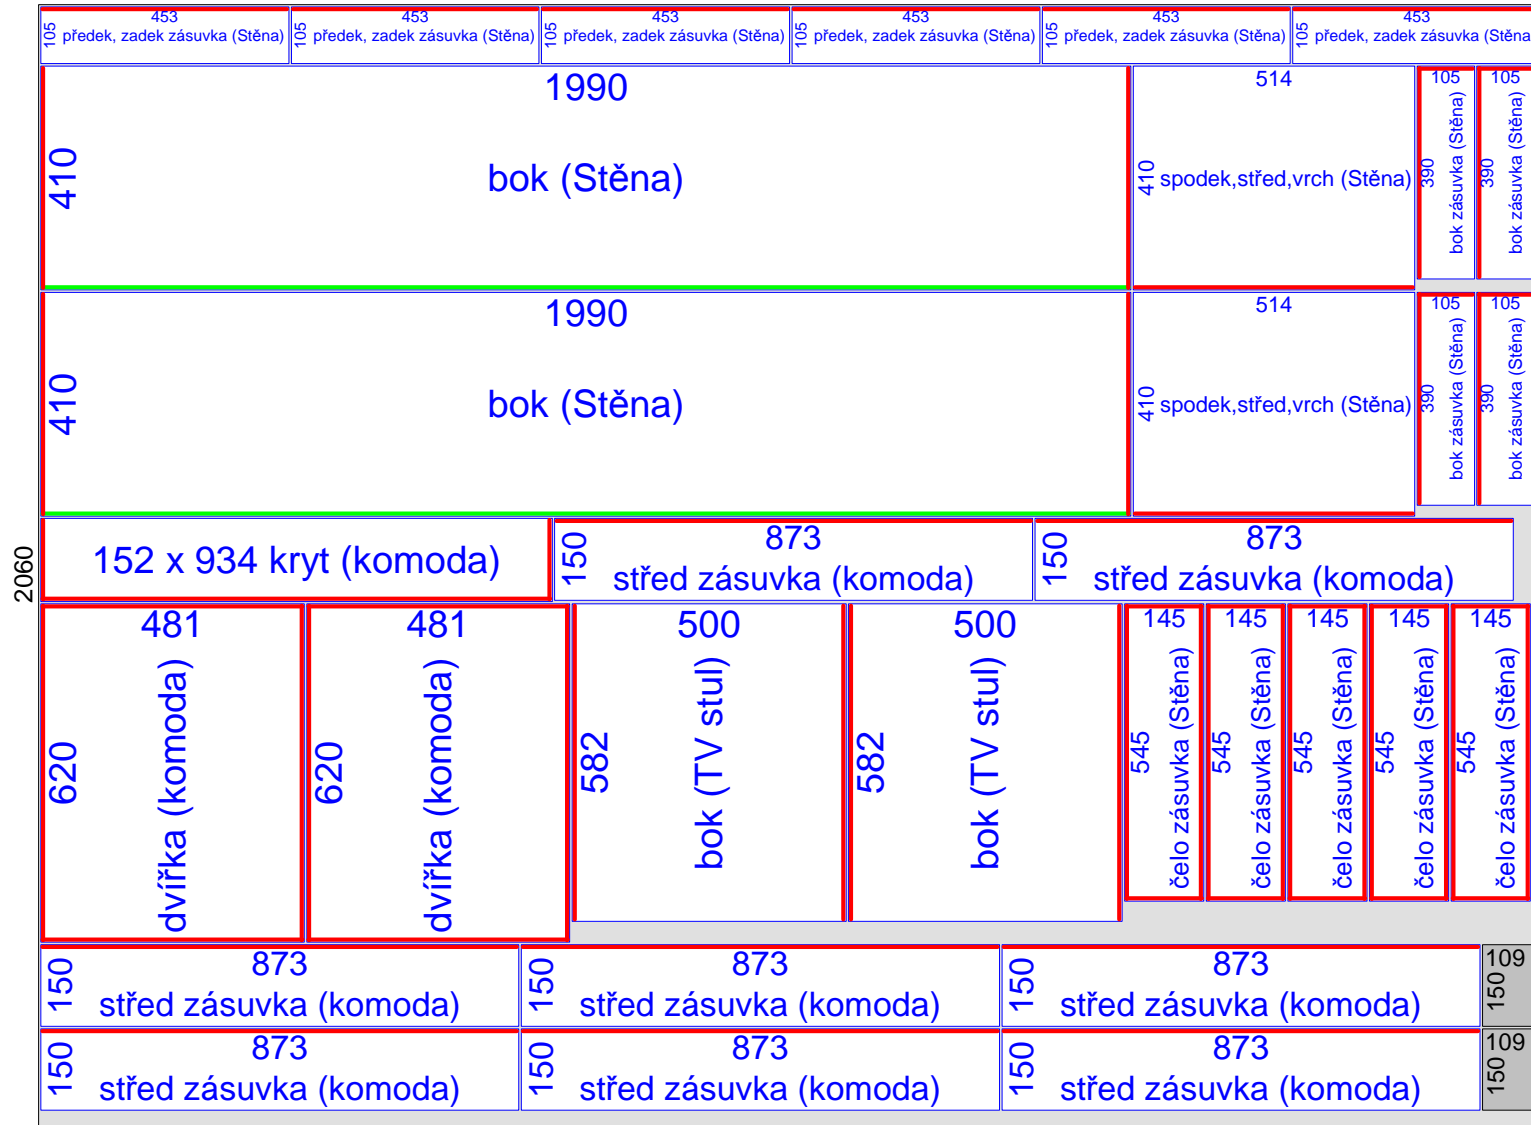 453
105 předek, zadek zásuvka (Stěna)
453
105 předek, zadek zásuvka (Stěna)
453
105 předek, zadek zásuvka (Stěna)
453
105 předek, zadek zásuvka (Stěna)
453
105 předek, zadek zásuvka (Stěna)
453
105 předek, zadek zásuvka (Stěna
1990
410
bok (Stěna)
514
410 spodek,střed,vrch (Stěna)
105
390
bok zásuvka (Stěna)
105
390
bok zásuvka (Stěna)
1990
410
bok (Stěna)
514
410 spodek,střed,vrch (Stěna)
105
390
bok zásuvka (Stěna)
105
390
bok zásuvka (Stěna)
2060
152 x 934 kryt (komoda)
873
150
střed zásuvka (komoda)
873
150
střed zásuvka (komoda)
481
620
dvířka (komoda)
481
620
dvířka (komoda)
500
582
bok (TV stul)
500
582
bok (TV stul)
145
545
čelo zásuvka (Stěna)
145
545
čelo zásuvka (Stěna)
145
545
čelo zásuvka (Stěna)
145
545
čelo zásuvka (Stěna)
145
545
čelo zásuvka (Stěna)
873
150
střed zásuvka (komoda)
873
150
střed zásuvka (komoda)
873
150
střed zásuvka (komoda)
109
150
873
150
střed zásuvka (komoda)
873
150
střed zásuvka (komoda)
873
150
střed zásuvka (komoda)
109
150